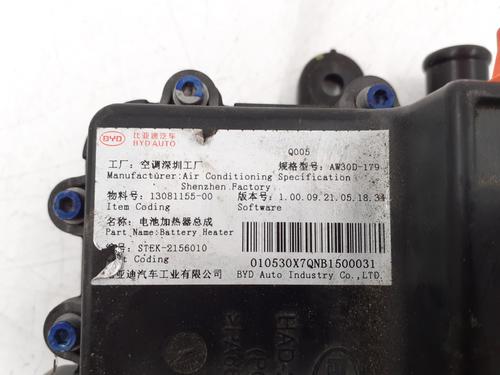 BYD 比亚迪汽车
BYD AUTO
Q005
工厂: 空调深圳工厂 规格型号: AW30D-179
Manufacturer:Air Conditioning Specification
Shenzhen Factory
物料号: 13081155-00 版本号: 1.00.09.21.05.18.34
Item Coding Software
名称: 电池加热器总成
Part Name:Battery Heater
号: STEK-2156010
Coding 010530X7QNB1500031
亚迪汽车工业有限公司 BYD Auto Industry Co.,LTD.